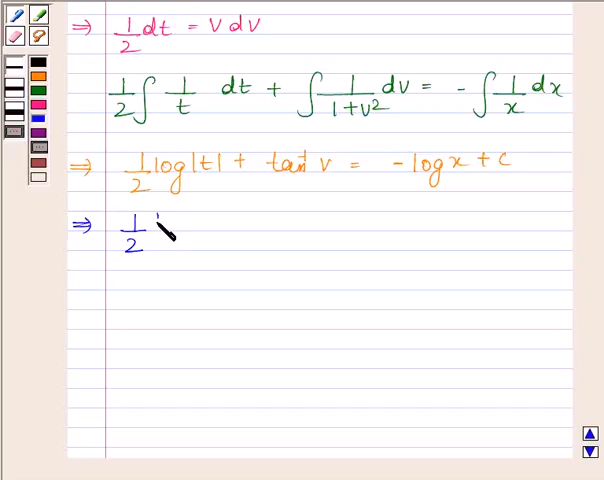 ⇒ 1/2 dt = v dv
1/2 ∫ 1/t dt + ∫ 1/(1+v²) dv = - ∫ 1/x dx
⇒ 1/2 log|t| + tan⁻¹ v = - log x + c
⇒ 1/2